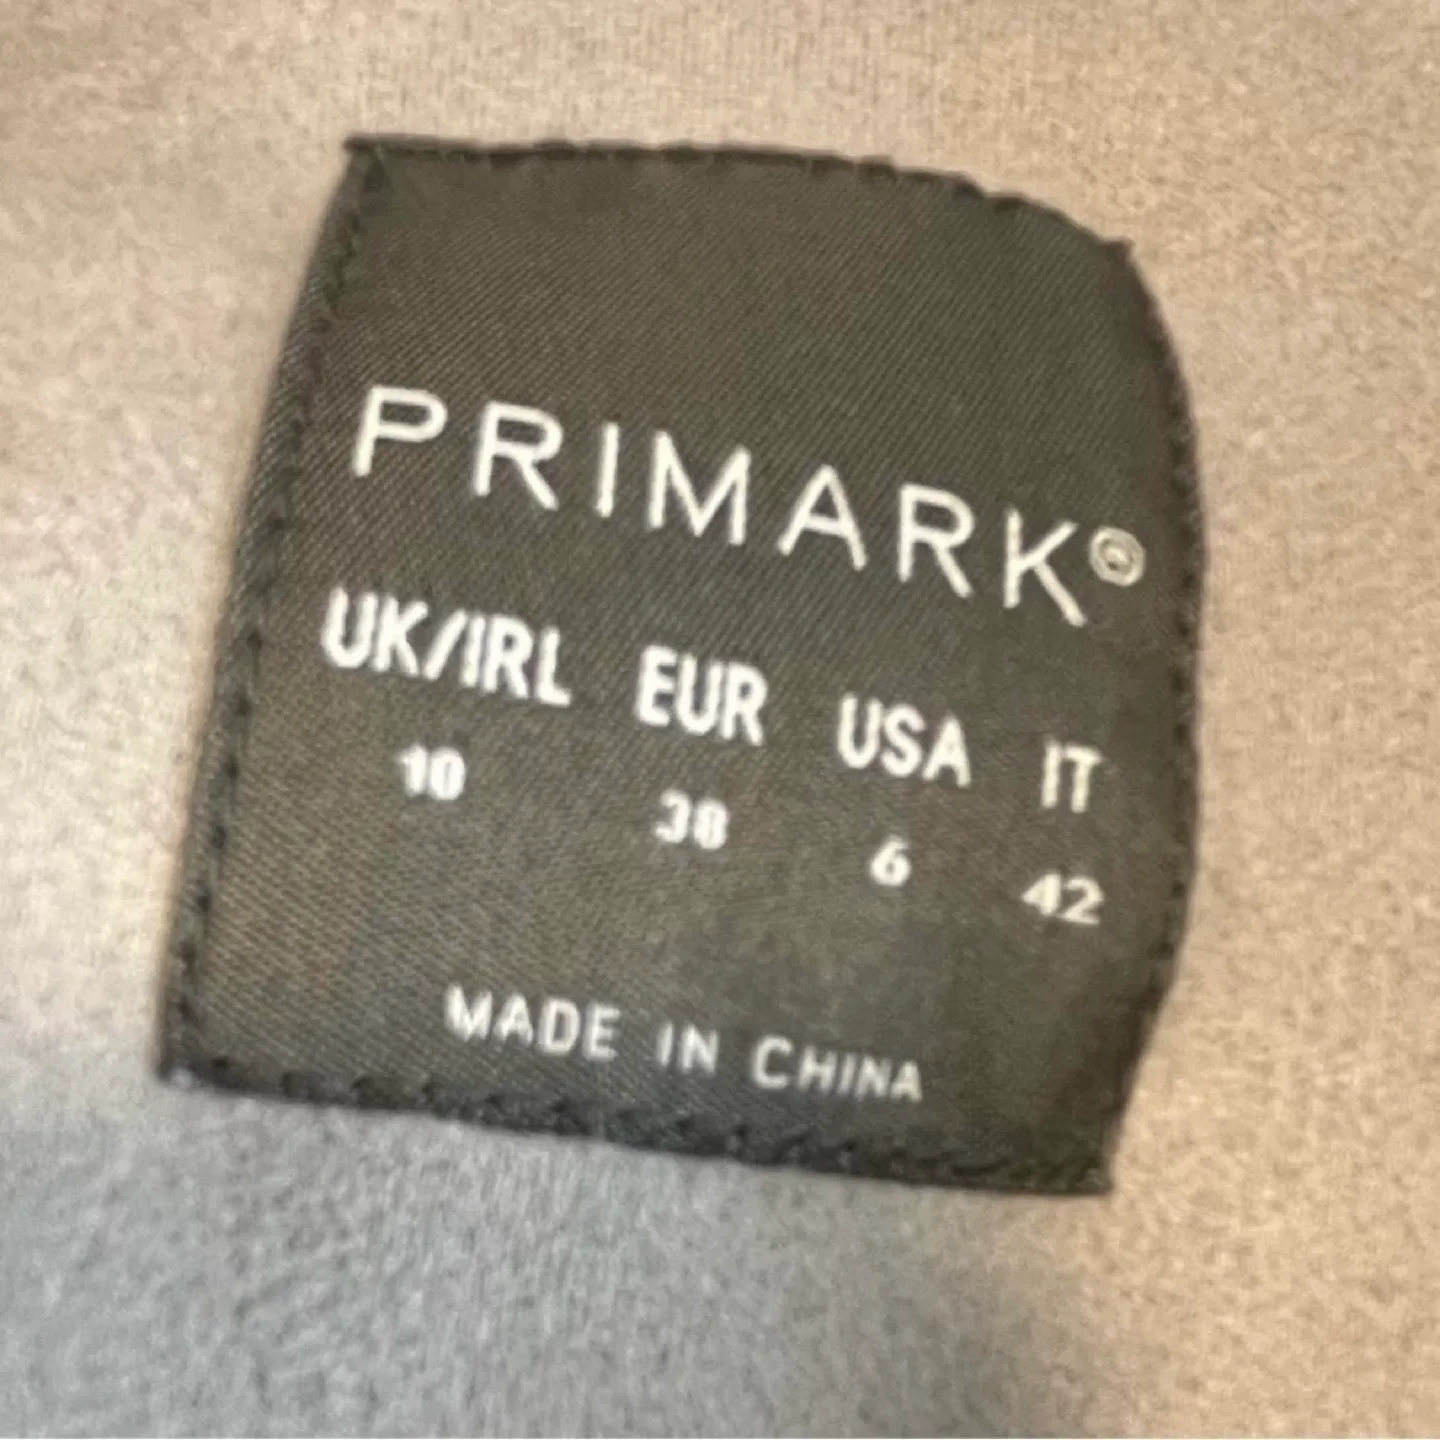 PRIMARK®
UK/IRL EUR USA IT
10 38 6 42
MADE IN CHINA